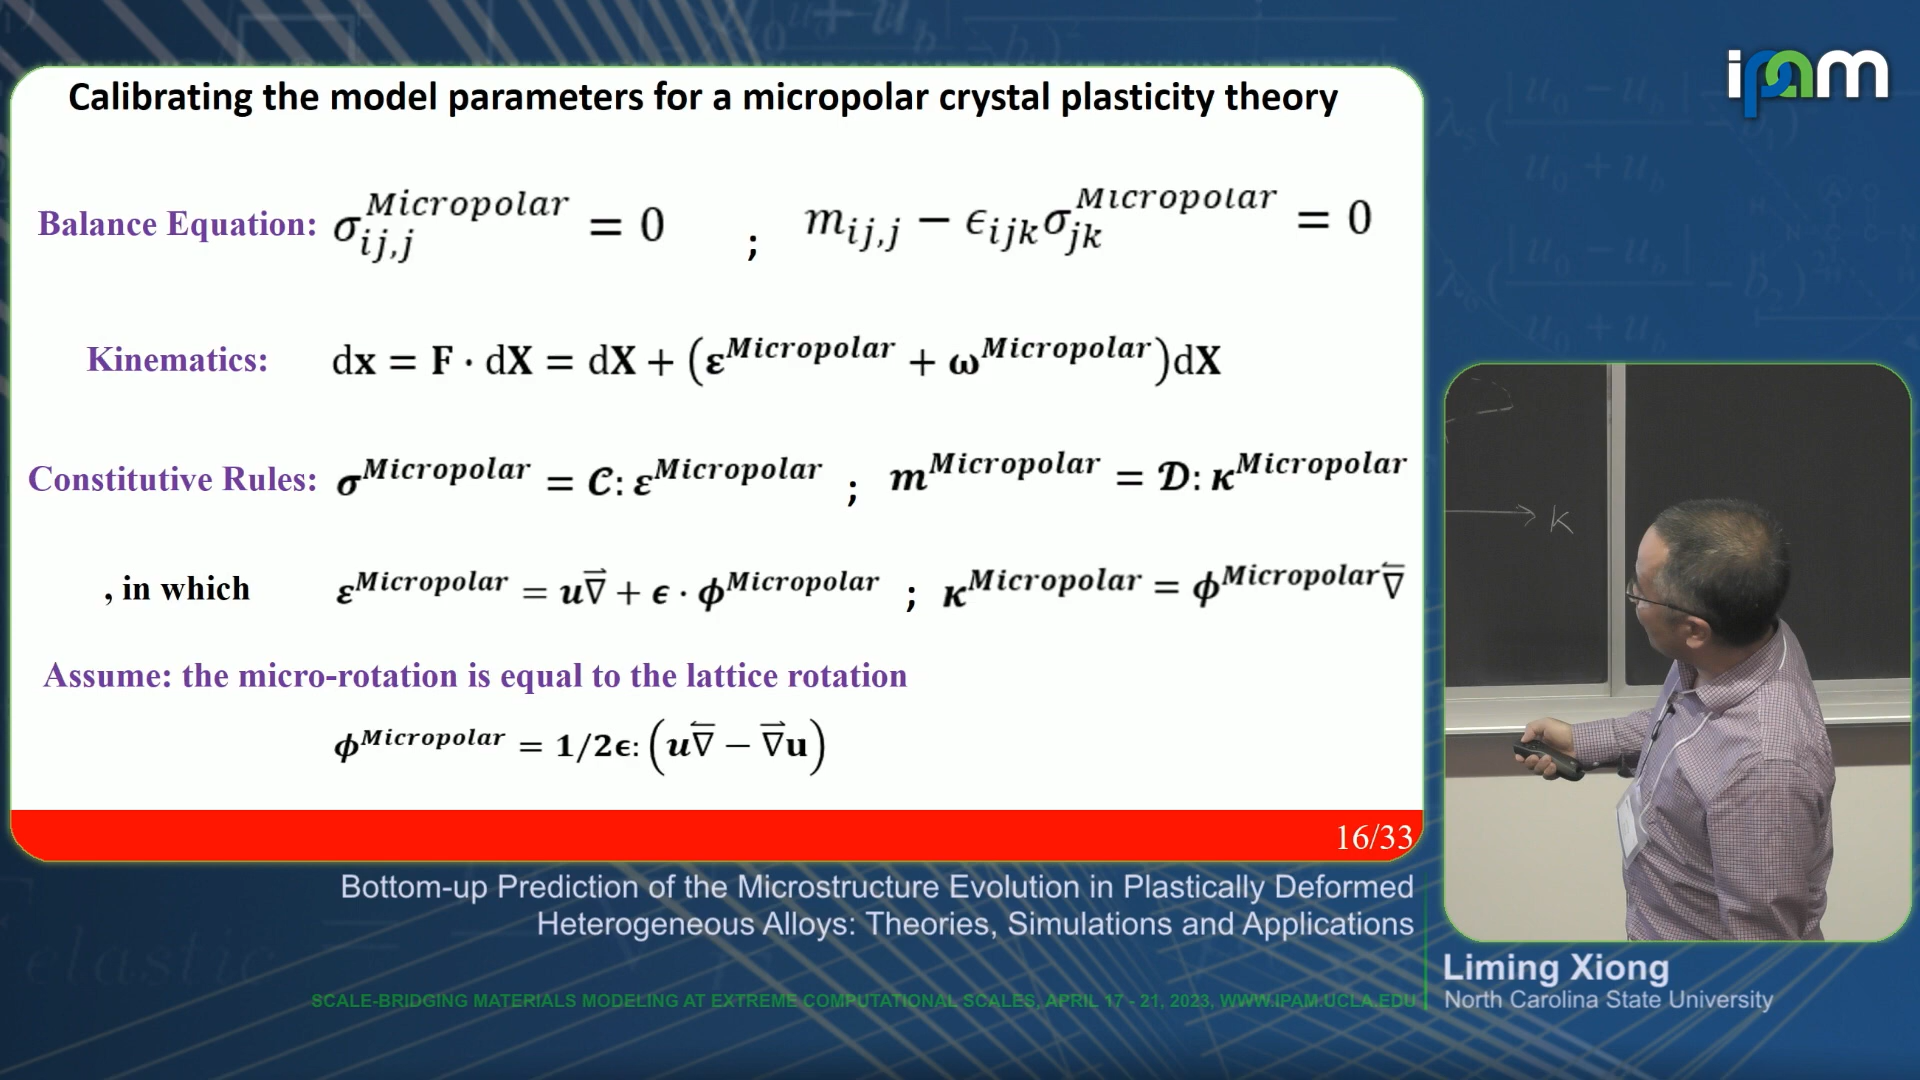 ipam
Calibrating the model parameters for a micropolar crystal plasticity theory
Balance Equation: σ_{ij,j}^{Micropolar} = 0 ; m_{ij,j} − ϵ_{ijk}σ_{jk}^{Micropolar} = 0
Kinematics: dx = F · dX = dX + (ε^{Micropolar} + ω^{Micropolar})dX
Constitutive Rules: σ^{Micropolar} = 𝓒: ε^{Micropolar} ; m^{Micropolar} = 𝓓: κ^{Micropolar}
, in which ε^{Micropolar} = u∇⃗ + ϵ · ϕ^{Micropolar} ; κ^{Micropolar} = ϕ^{Micropolar}∇⃖
Assume: the micro-rotation is equal to the lattice rotation
ϕ^{Micropolar} = 1/2ϵ: (u∇⃖ − ∇⃗u)
16/33
K
Bottom-up Prediction of the Microstructure Evolution in Plastically Deformed
Heterogeneous Alloys: Theories, Simulations and Applications
Liming Xiong
North Carolina State University
SCALE-BRIDGING MATERIALS MODELING AT EXTREME COMPUTATIONAL SCALES, APRIL 17 - 21, 2023, WWW.IPAM.UCLA.EDU
elastic